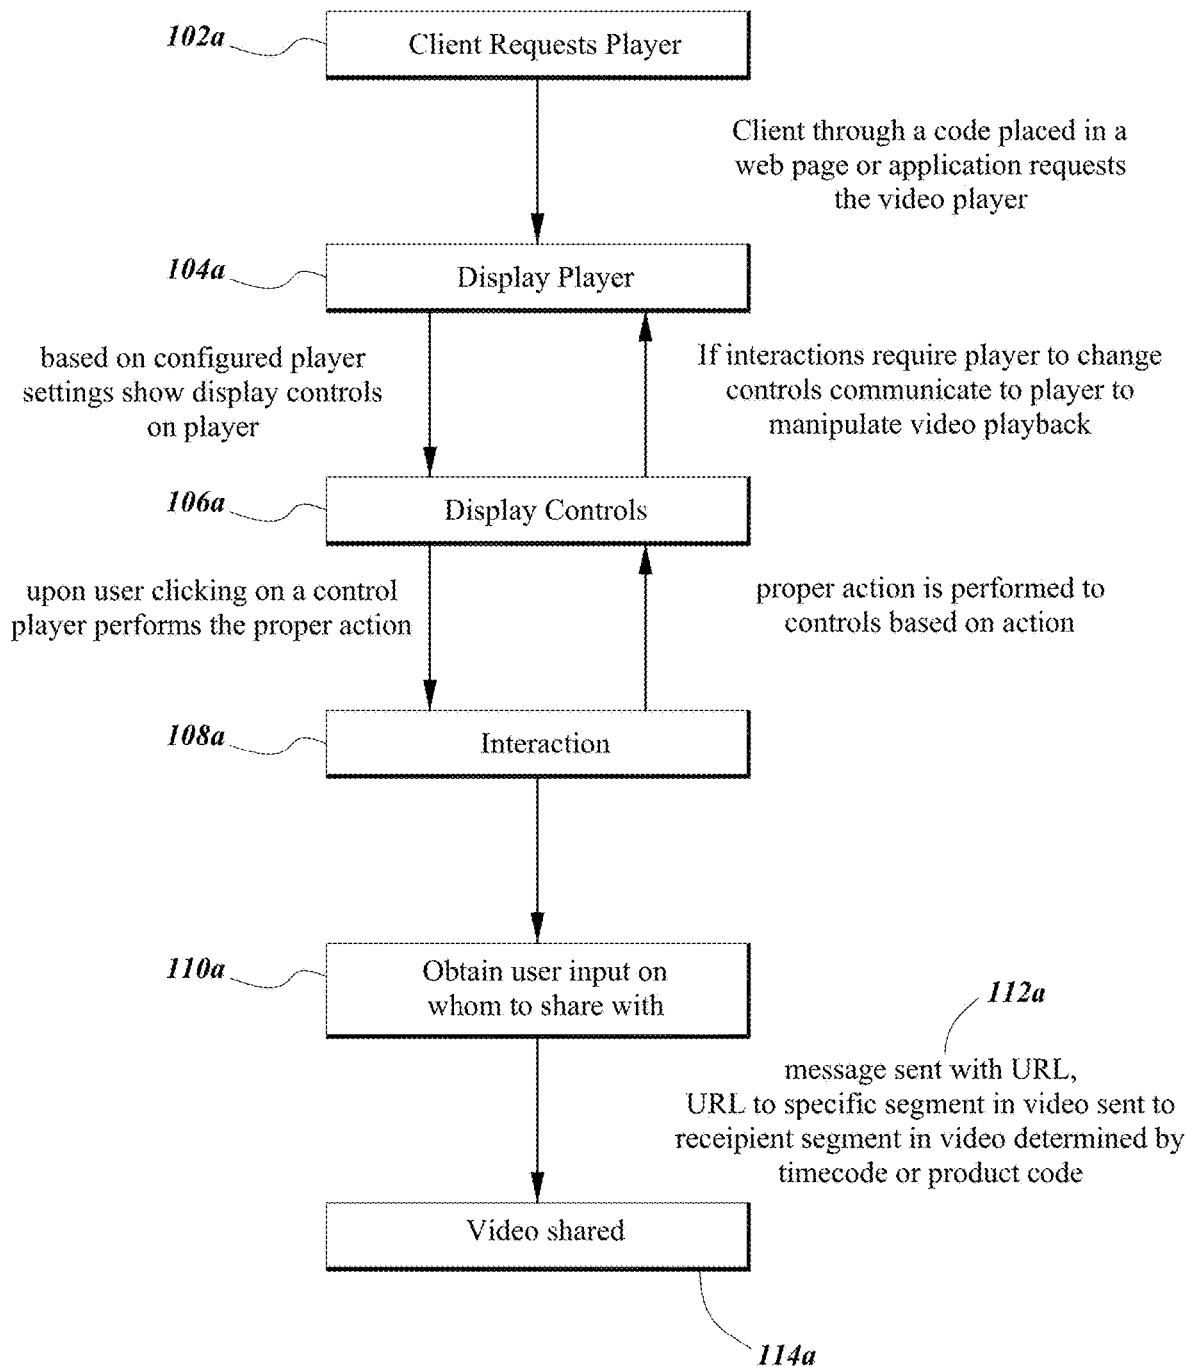 102a
Client Requests Player
Client through a code placed in a
web page or application requests
the video player
104a
Display Player
based on configured player
settings show display controls
on player
If interactions require player to change
controls communicate to player to
manipulate video playback
106a
Display Controls
upon user clicking on a control
player performs the proper action
proper action is performed to
controls based on action
108a
Interaction
110a
Obtain user input on
whom to share with
112a
message sent with URL,
URL to specific segment in video sent to
receipient segment in video determined by
timecode or product code
Video shared
114a